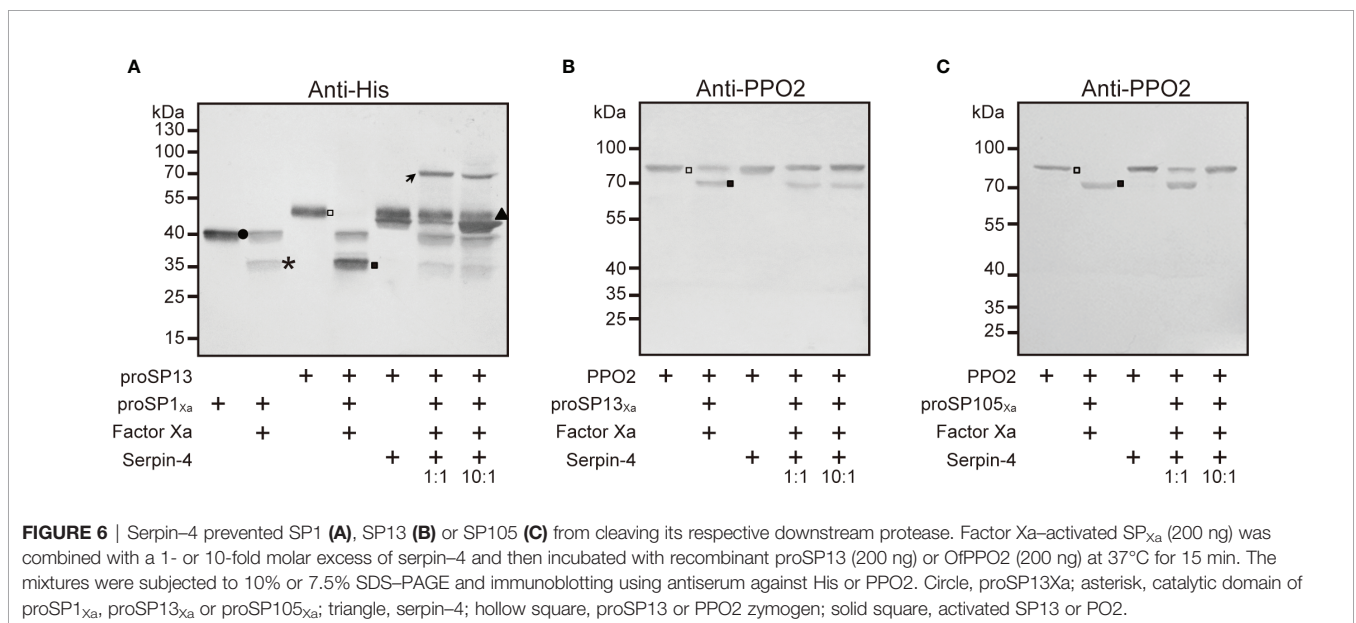 A
B
C
Anti-His
Anti-PPO2
Anti-PPO2
kDa
130
100
70
55
40
35
25
15
kDa
100
70
55
40
35
25
kDa
100
70
55
40
35
25
*
proSP13 + + + + +
proSP1Xa + + + + +
Factor Xa + + + +
Serpin-4 + + +
1:1 10:1
PPO2 + + + + +
proSP13Xa + + +
Factor Xa + + +
Serpin-4 + + +
1:1 10:1
PPO2 + + + + +
proSP105Xa + + +
Factor Xa + + +
Serpin-4 + + +
1:1 10:1
FIGURE 6 | Serpin–4 prevented SP1 (A), SP13 (B) or SP105 (C) from cleaving its respective downstream protease. Factor Xa–activated SPXa (200 ng) was
combined with a 1- or 10-fold molar excess of serpin–4 and then incubated with recombinant proSP13 (200 ng) or OfPPO2 (200 ng) at 37°C for 15 min. The
mixtures were subjected to 10% or 7.5% SDS–PAGE and immunoblotting using antiserum against His or PPO2. Circle, proSP13Xa; asterisk, catalytic domain of
proSP1Xa, proSP13Xa or proSP105Xa; triangle, serpin–4; hollow square, proSP13 or PPO2 zymogen; solid square, activated SP13 or PO2.